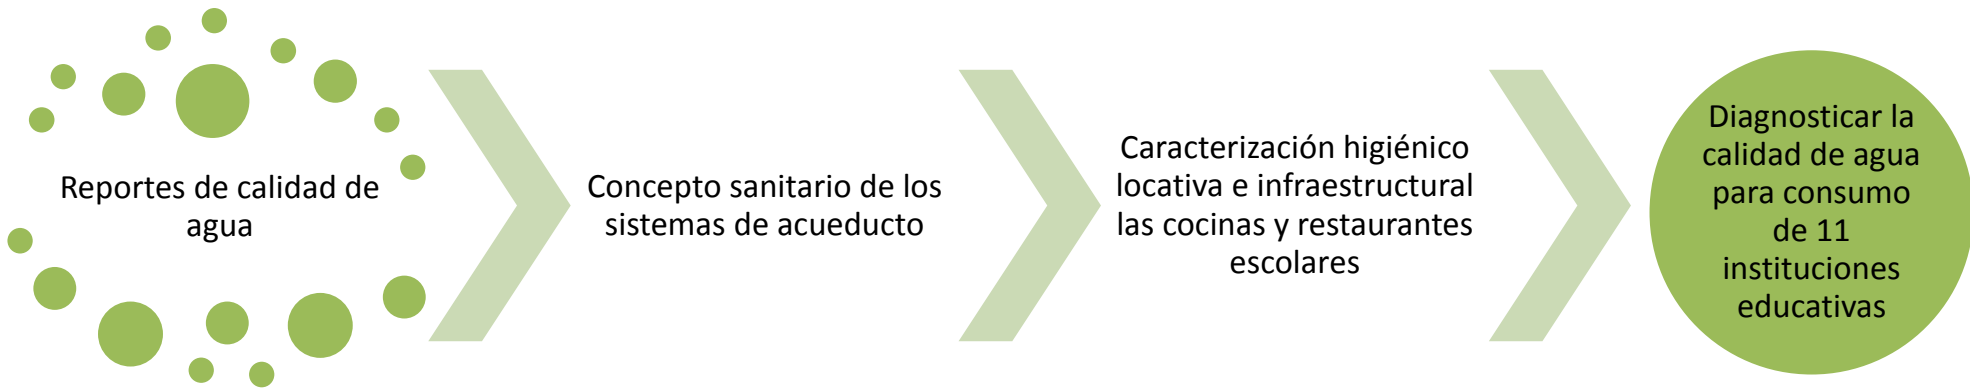 Reportes de calidad de
agua
Concepto sanitario de los
sistemas de acueducto
Caracterización higiénico
locativa e infraestructural
las cocinas y restaurantes
escolares
Diagnosticar la
calidad de agua
para consumo
de 11
instituciones
educativas